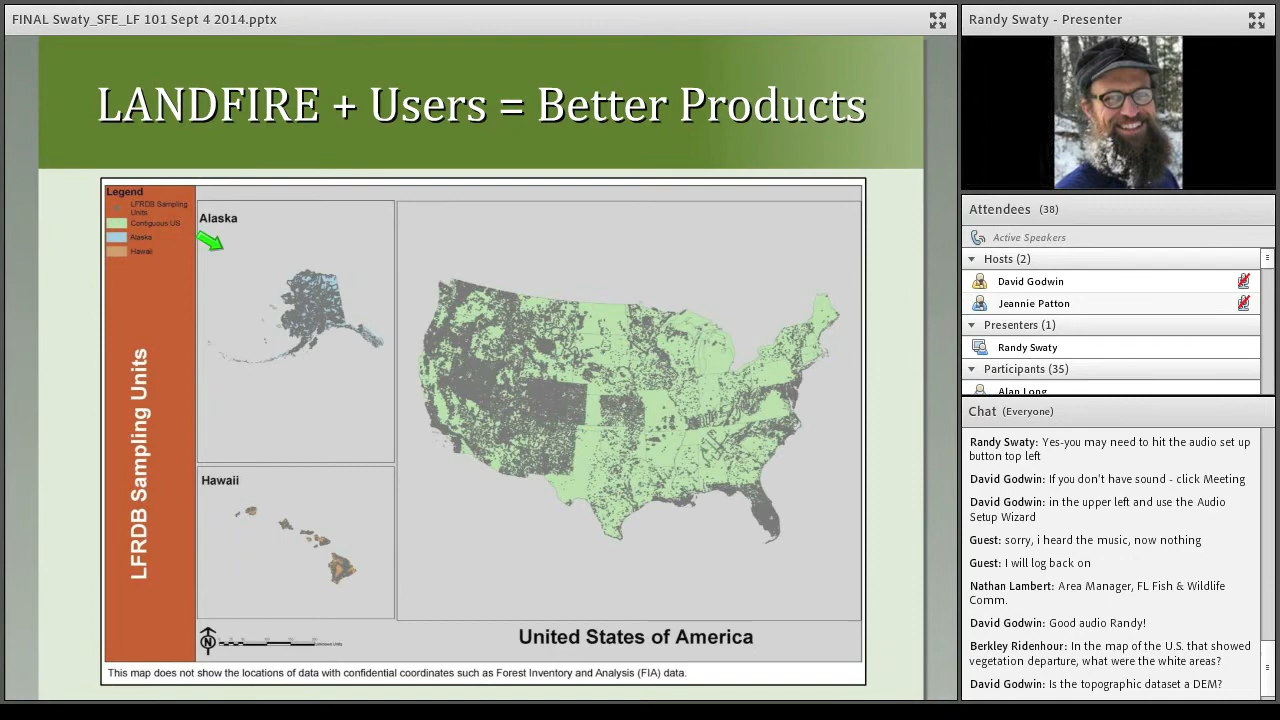 FINAL Swaty_SFE_LF 101 Sept 4 2014.pptx
LANDFIRE + Users = Better Products
Legend
LFRDB Sampling
Units
Contiguous US
Alaska
Hawaii
LFRDB Sampling Units
Alaska
Hawaii
N
United States of America
This map does not show the locations of data with confidential coordinates such as Forest Inventory and Analysis (FIA) data.
Randy Swaty - Presenter
Attendees (38)
Active Speakers
Hosts (2)
David Godwin
Jeannie Patton
Presenters (1)
Randy Swaty
Participants (35)
Alan Long
Chat (Everyone)
Randy Swaty: Yes-you may need to hit the audio set up
button top left
David Godwin: If you don't have sound - click Meeting
David Godwin: in the upper left and use the Audio
Setup Wizard
Guest: sorry, i heard the music, now nothing
Guest: I will log back on
Nathan Lambert: Area Manager, FL Fish & Wildlife
Comm.
David Godwin: Good audio Randy!
Berkley Ridenhour: In the map of the U.S. that showed
vegetation departure, what were the white areas?
David Godwin: Is the topographic dataset a DEM?